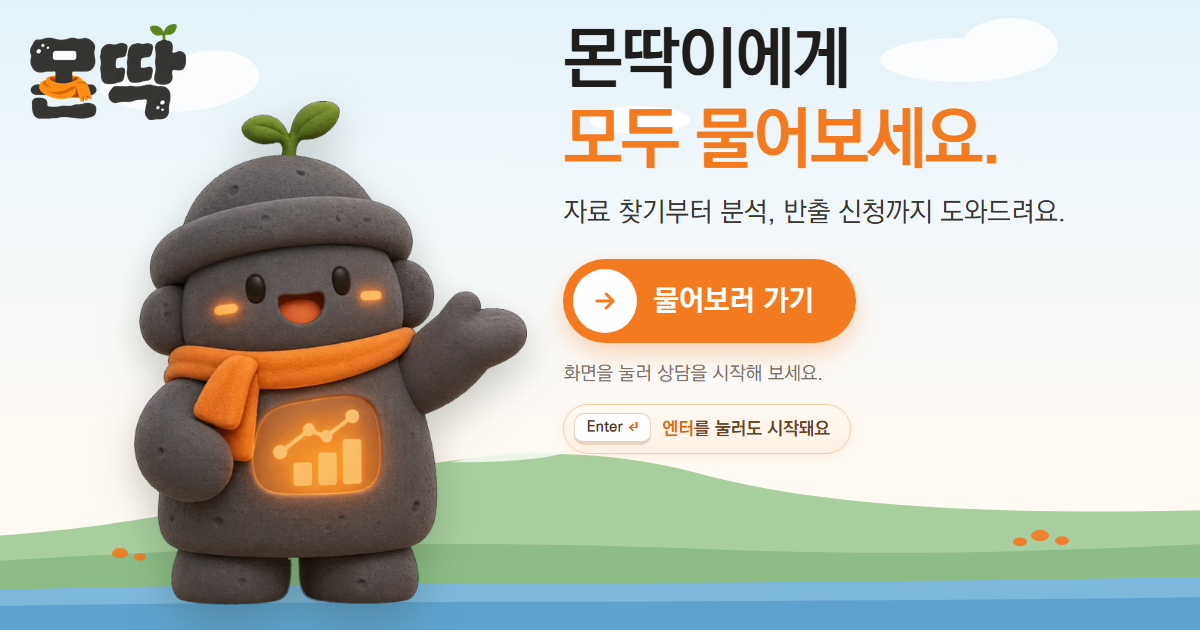 몬딱
몬딱이에게
모두 물어보세요.
자료 찾기부터 분석, 반출 신청까지 도와드려요.
→ 물어보러 가기
화면을 눌러 상담을 시작해 보세요.
Enter ↵ 엔터를 눌러도 시작돼요